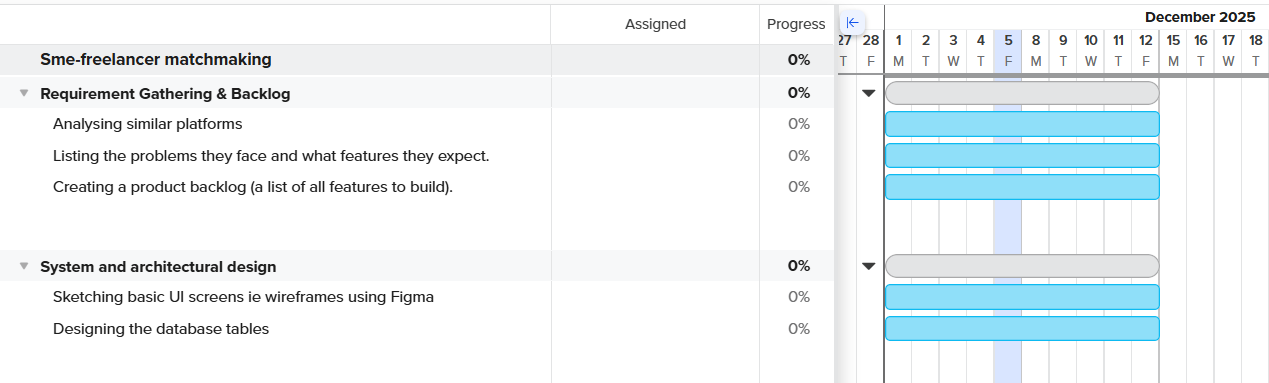 December 2025
Assigned Progress 27 28 1 2 3 4 5 8 9 10 11 12 15 16 17 18
T F M T W T F M T W T F M T W T
Sme-freelancer matchmaking 0%
Requirement Gathering & Backlog 0%
Analysing similar platforms 0%
Listing the problems they face and what features they expect. 0%
Creating a product backlog (a list of all features to build). 0%
System and architectural design 0%
Sketching basic UI screens ie wireframes using Figma 0%
Designing the database tables 0%